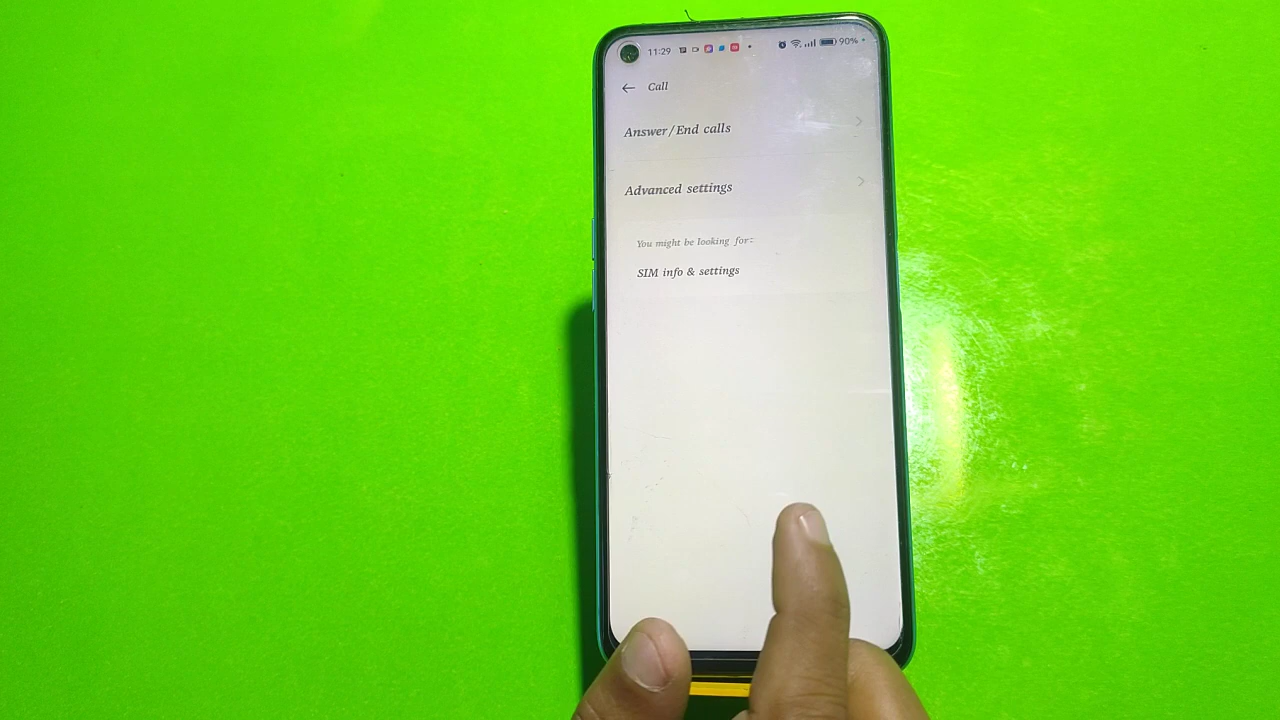 11:29 90%
Call
Answer/End calls
Advanced settings
You might be looking for:
SIM info & settings